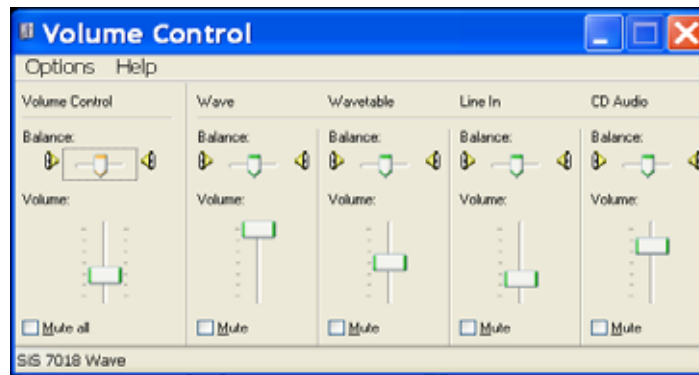 Volume Control
Options Help
Volume Control Wave Wavetable Line In CD Audio
Balance: Balance: Balance: Balance: Balance:
Volume: Volume: Volume: Volume: Volume:
Mute all Mute Mute Mute Mute
SiS 7018 Wave